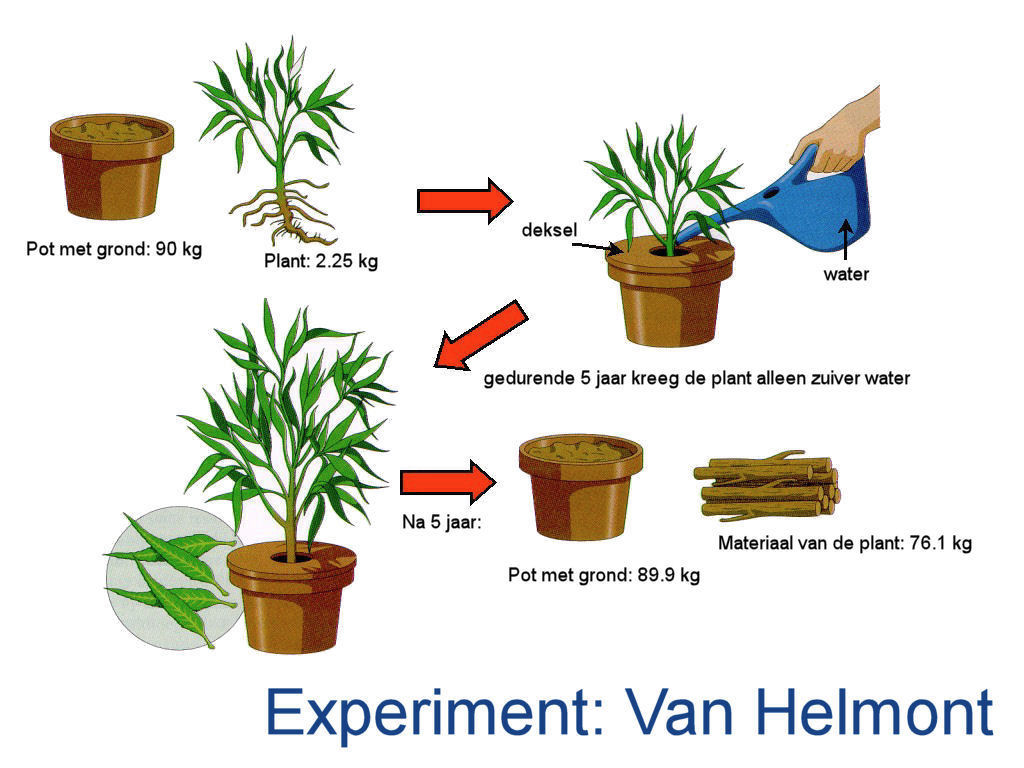 Pot met grond: 90 kg
Plant: 2.25 kg
deksel
water
gedurende 5 jaar kreeg de plant alleen zuiver water
Na 5 jaar:
Pot met grond: 89.9 kg
Materiaal van de plant: 76.1 kg
Experiment: Van Helmont